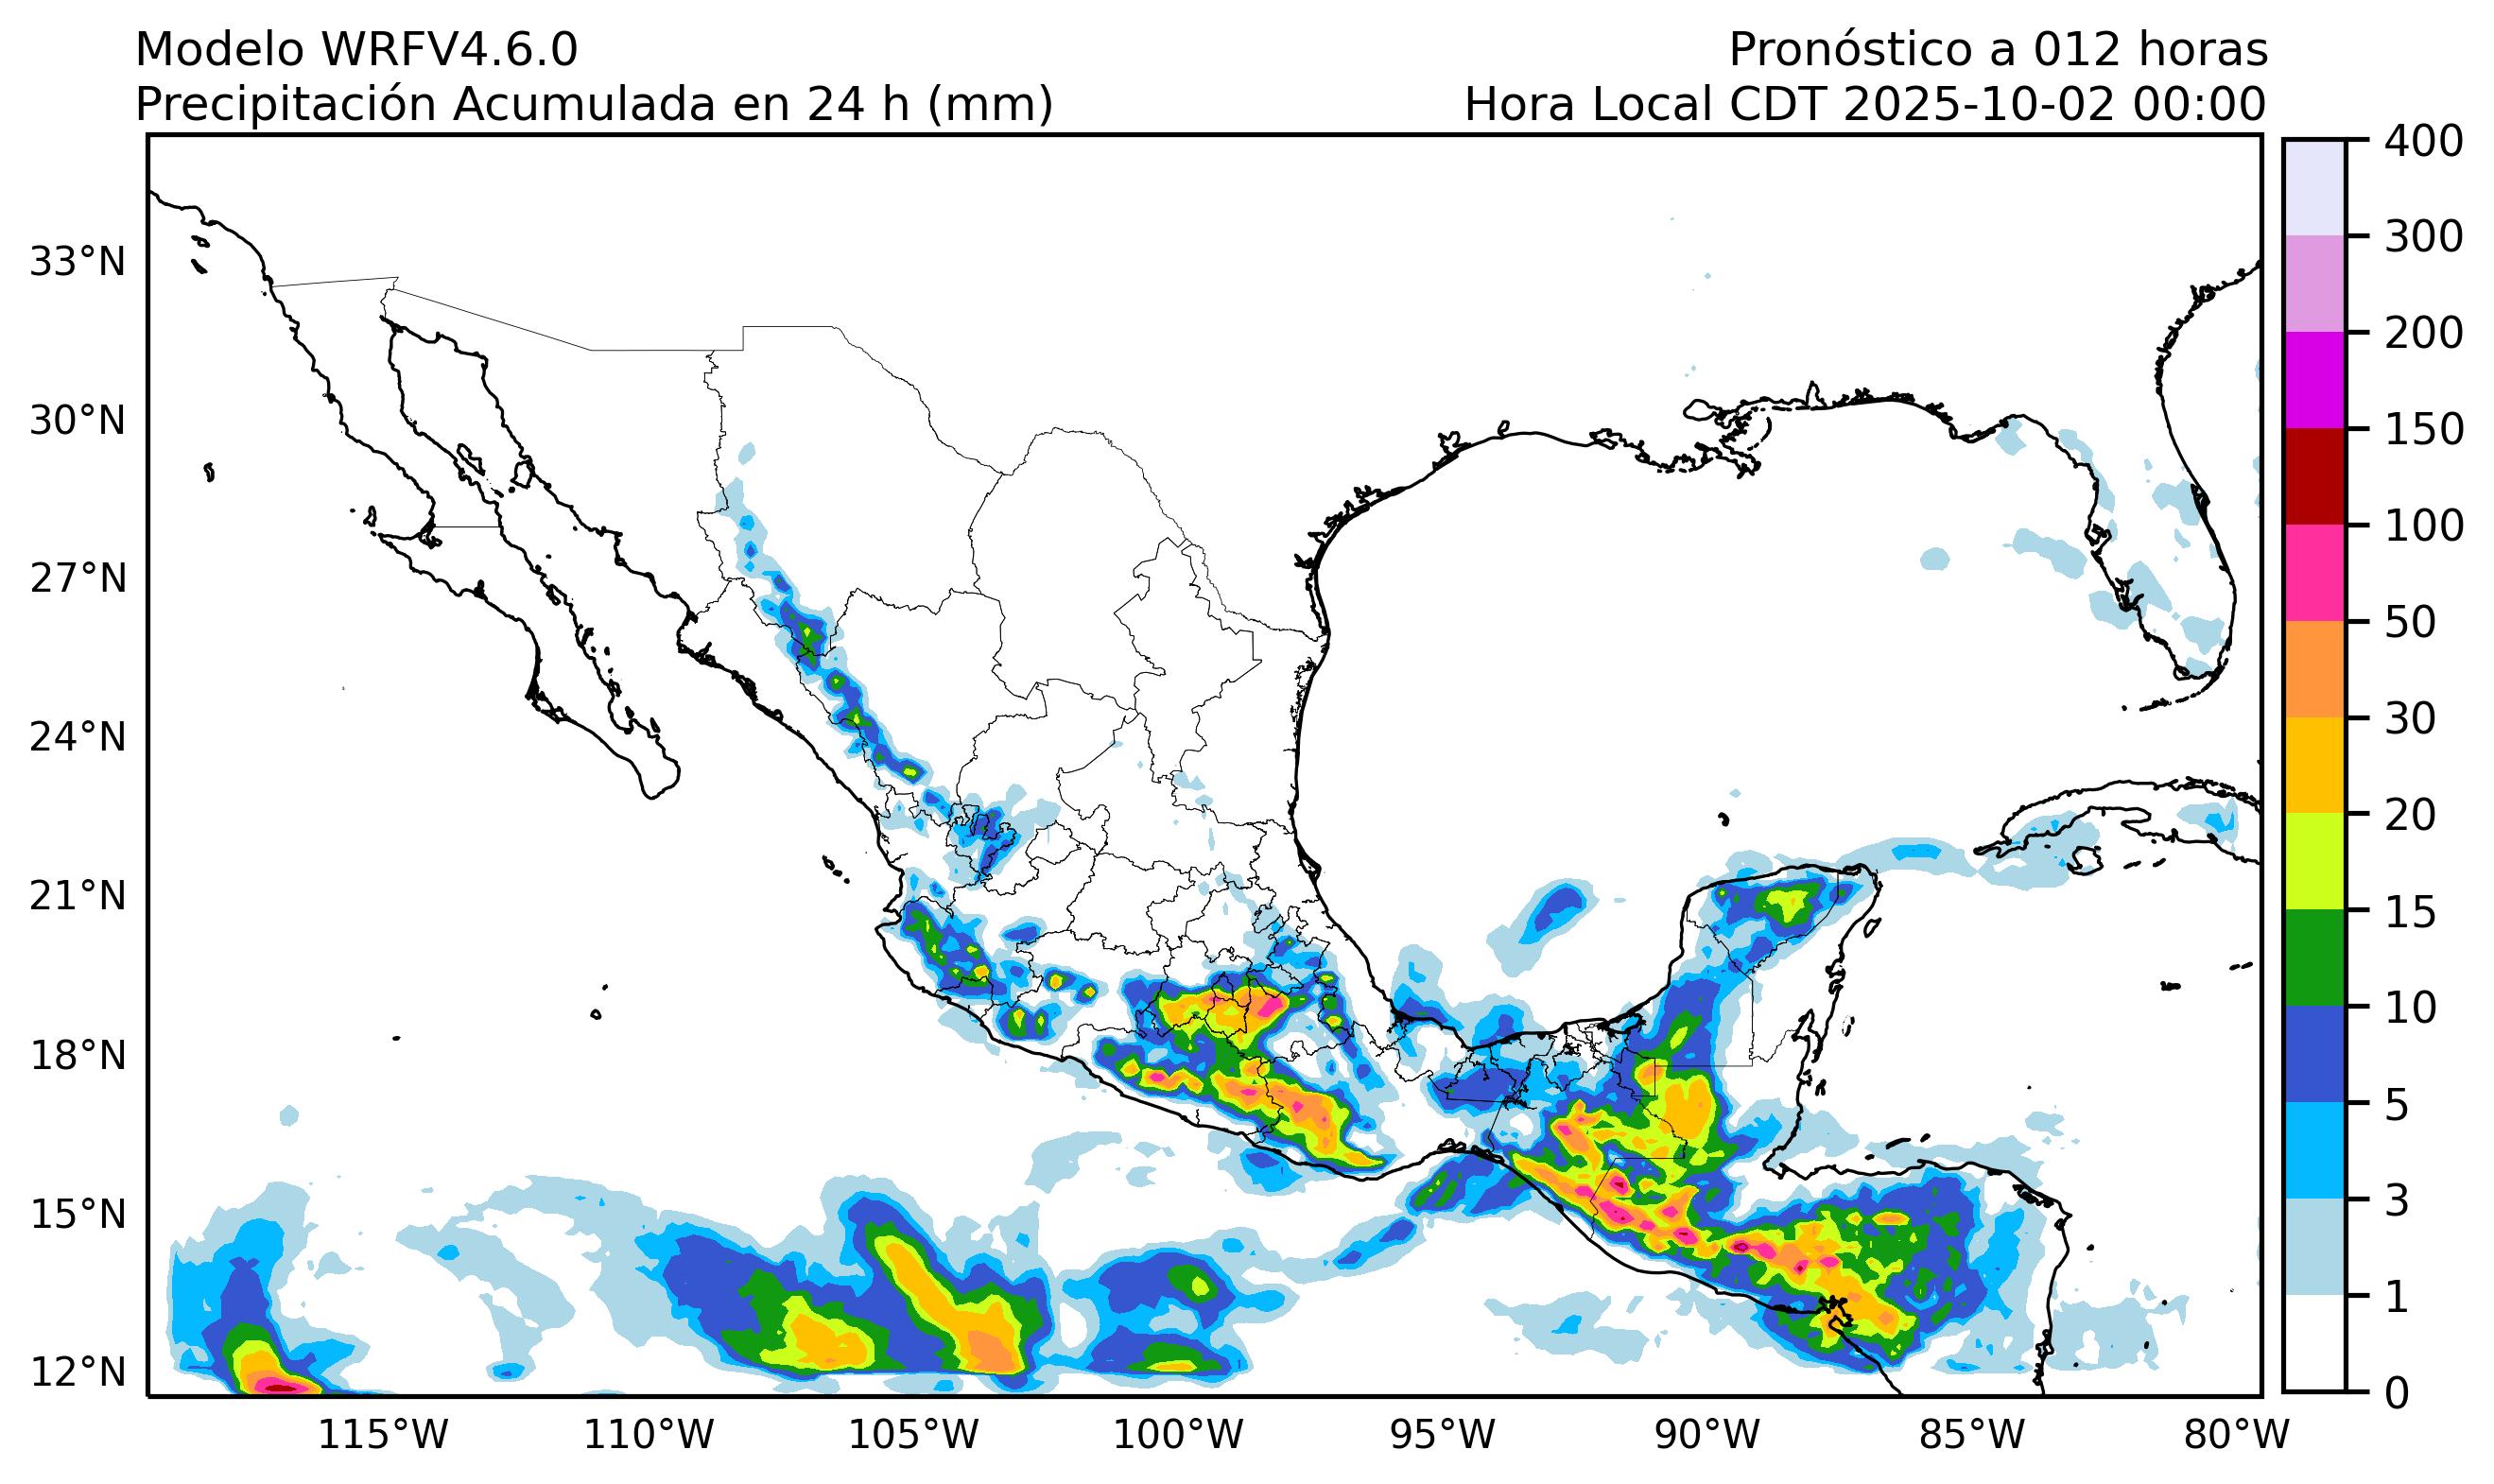 Modelo WRFV4.6.0
Pronóstico a 012 horas
Precipitación Acumulada en 24 h (mm)
Hora Local CDT 2025-10-02 00:00
33°N
30°N
27°N
24°N
21°N
18°N
15°N
12°N
115°W
110°W
105°W
100°W
95°W
90°W
85°W
80°W
400
300
200
150
100
50
30
20
15
10
5
3
1
0